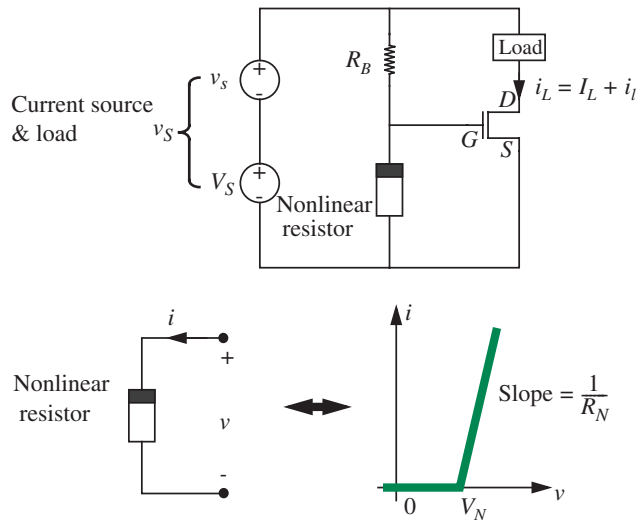 Current source
& load
v_S
v_s
+
-
V_S
+
-
R_B
Load
i_L = I_L + i_l
D
G
S
Nonlinear
resistor
Nonlinear
resistor
i
+
v
-
i
Slope = 1/R_N
0
V_N
v